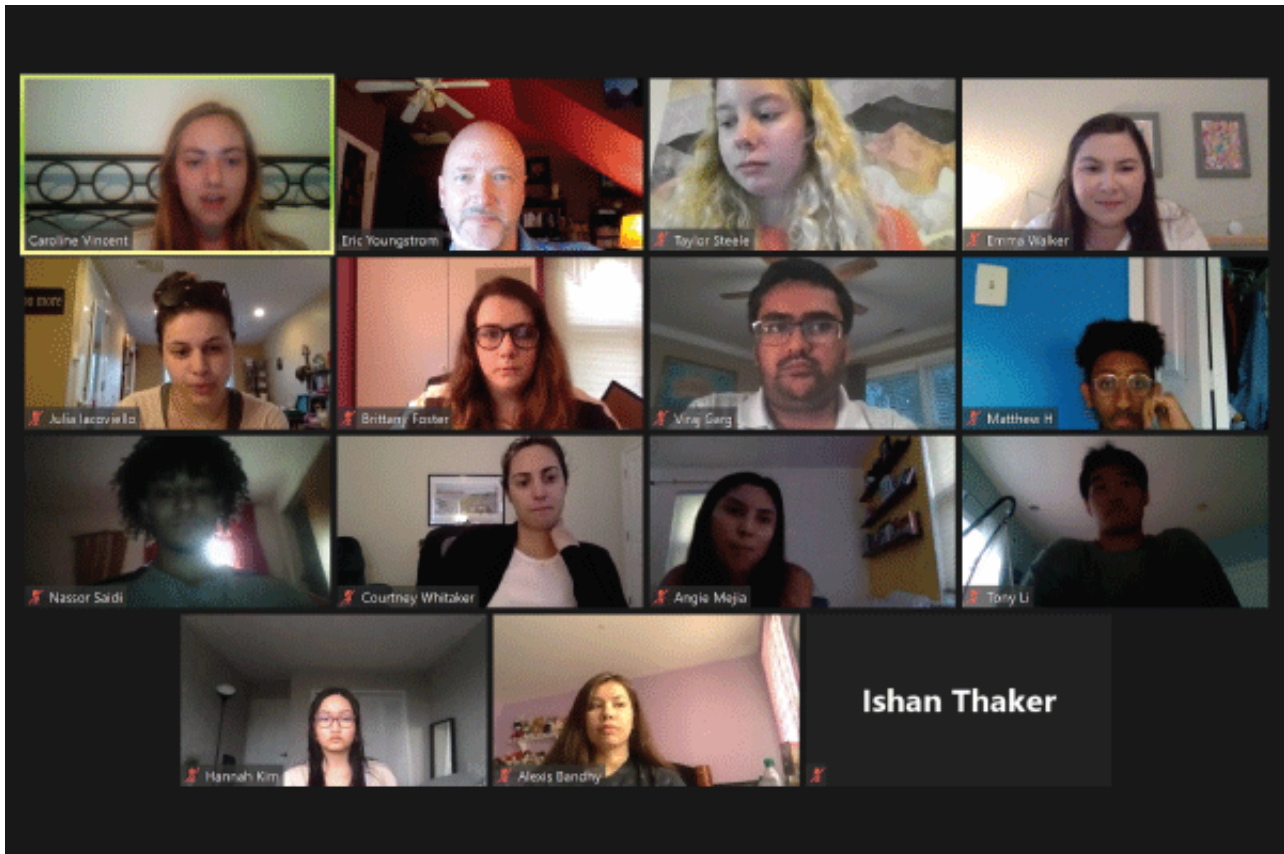 Caroline Vincent
Eric Youngstrom
Taylor Steele
Emma Walker
more
Julia Iacoviello
Brittany Foster
Viraj Garg
Matthew H
Nassor Saidi
Courtney Whitaker
Angie Mejia
Tony Li
Hannah Kim
Alexis Bandhy
Ishan Thaker